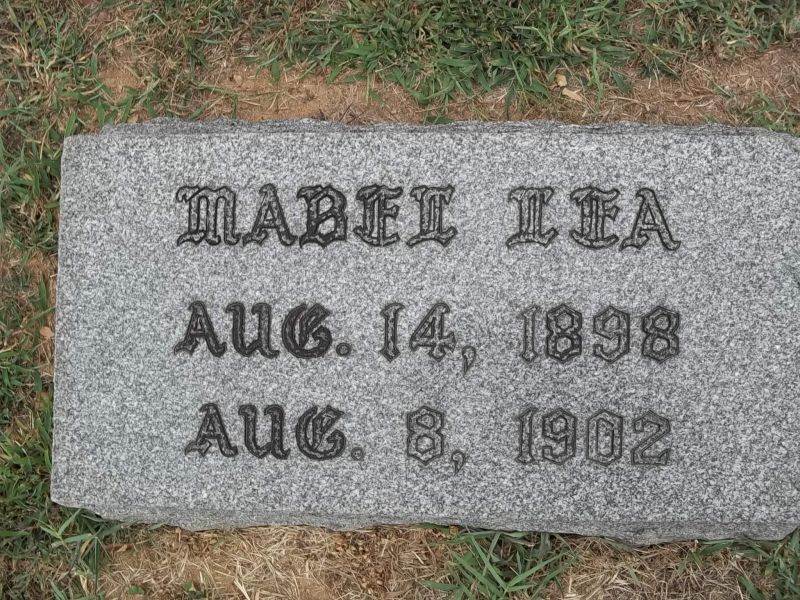 MABEL LEA
AUG. 14, 1898
AUG. 8, 1902